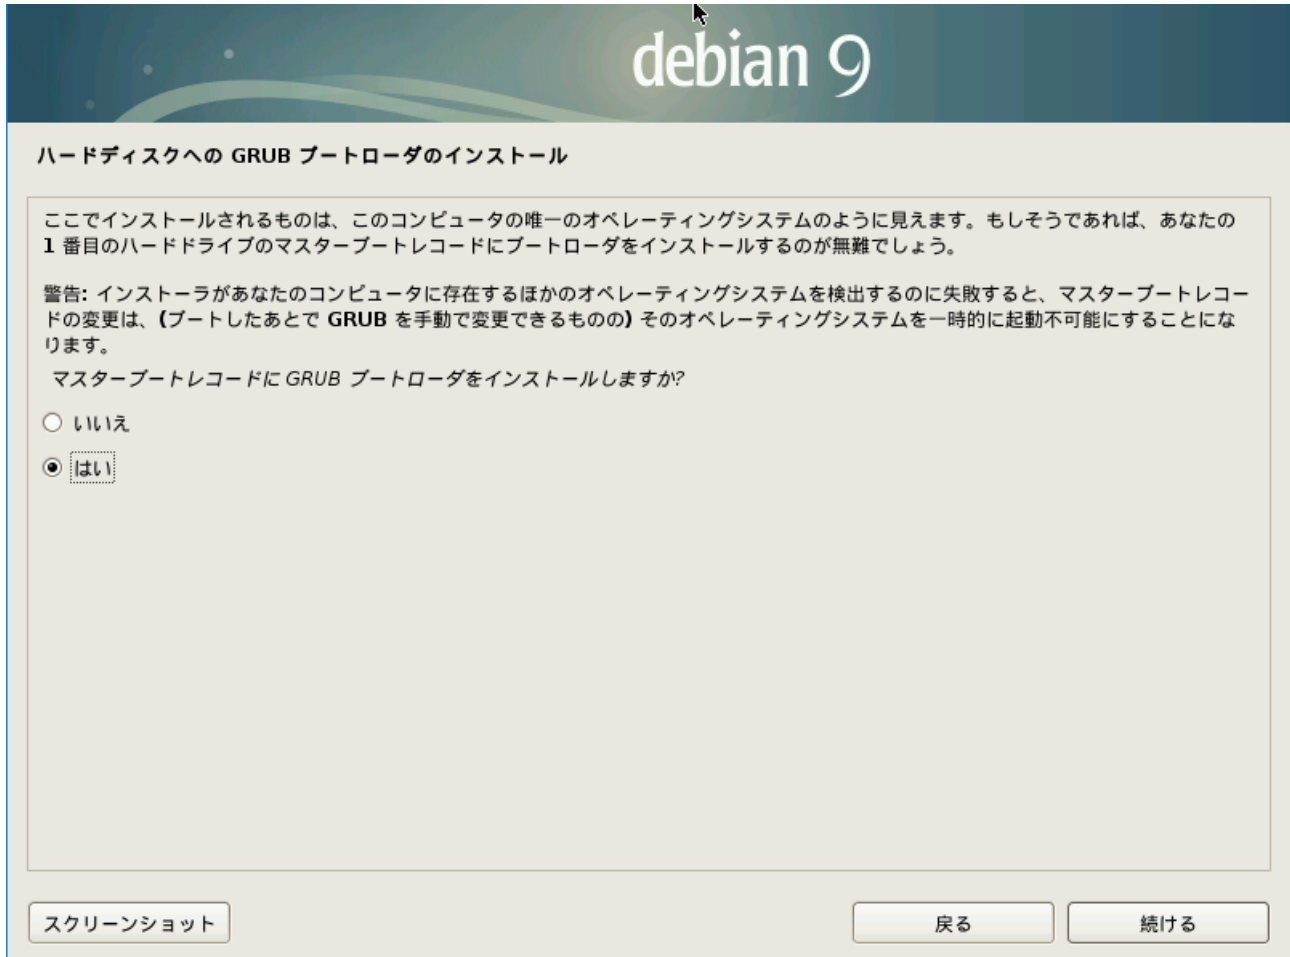 debian 9
ハードディスクへの GRUB ブートローダのインストール
ここでインストールされるものは、このコンピュータの唯一のオペレーティングシステムのように見えます。もしそうであれば、あなたの
1 番目のハードドライブのマスターブートレコードにブートローダをインストールするのが無難でしょう。
警告: インストーラがあなたのコンピュータに存在するほかのオペレーティングシステムを検出するのに失敗すると、マスターブートレコー
ドの変更は、(ブートしたあとで GRUB を手動で変更できるものの) そのオペレーティングシステムを一時的に起動不可能にすることにな
ります。
マスターブートレコードに GRUB ブートローダをインストールしますか?
いいえ
はい
スクリーンショット
戻る
続ける